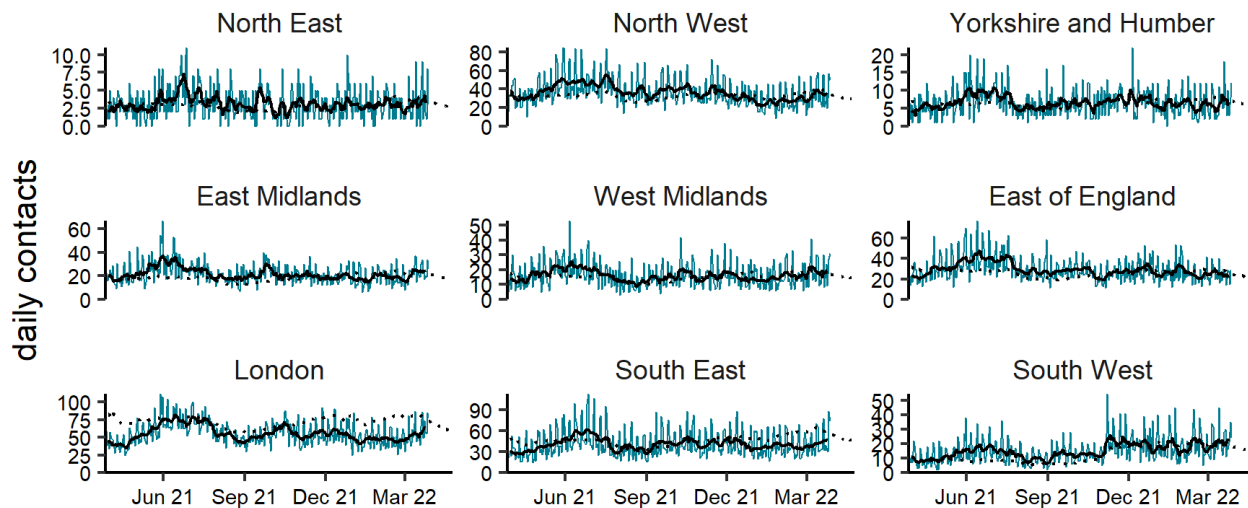 North East
North West
Yorkshire and Humber
10.0
7.5
5.0
2.5
0.0
80
60
40
20
0
20
15
10
5
0
daily contacts
East Midlands
West Midlands
East of England
60
40
20
0
50
40
30
20
10
0
60
40
20
0
London
South East
South West
100
75
50
25
0
90
60
30
0
50
40
30
20
10
0
Jun 21
Sep 21
Dec 21
Mar 22
Jun 21
Sep 21
Dec 21
Mar 22
Jun 21
Sep 21
Dec 21
Mar 22